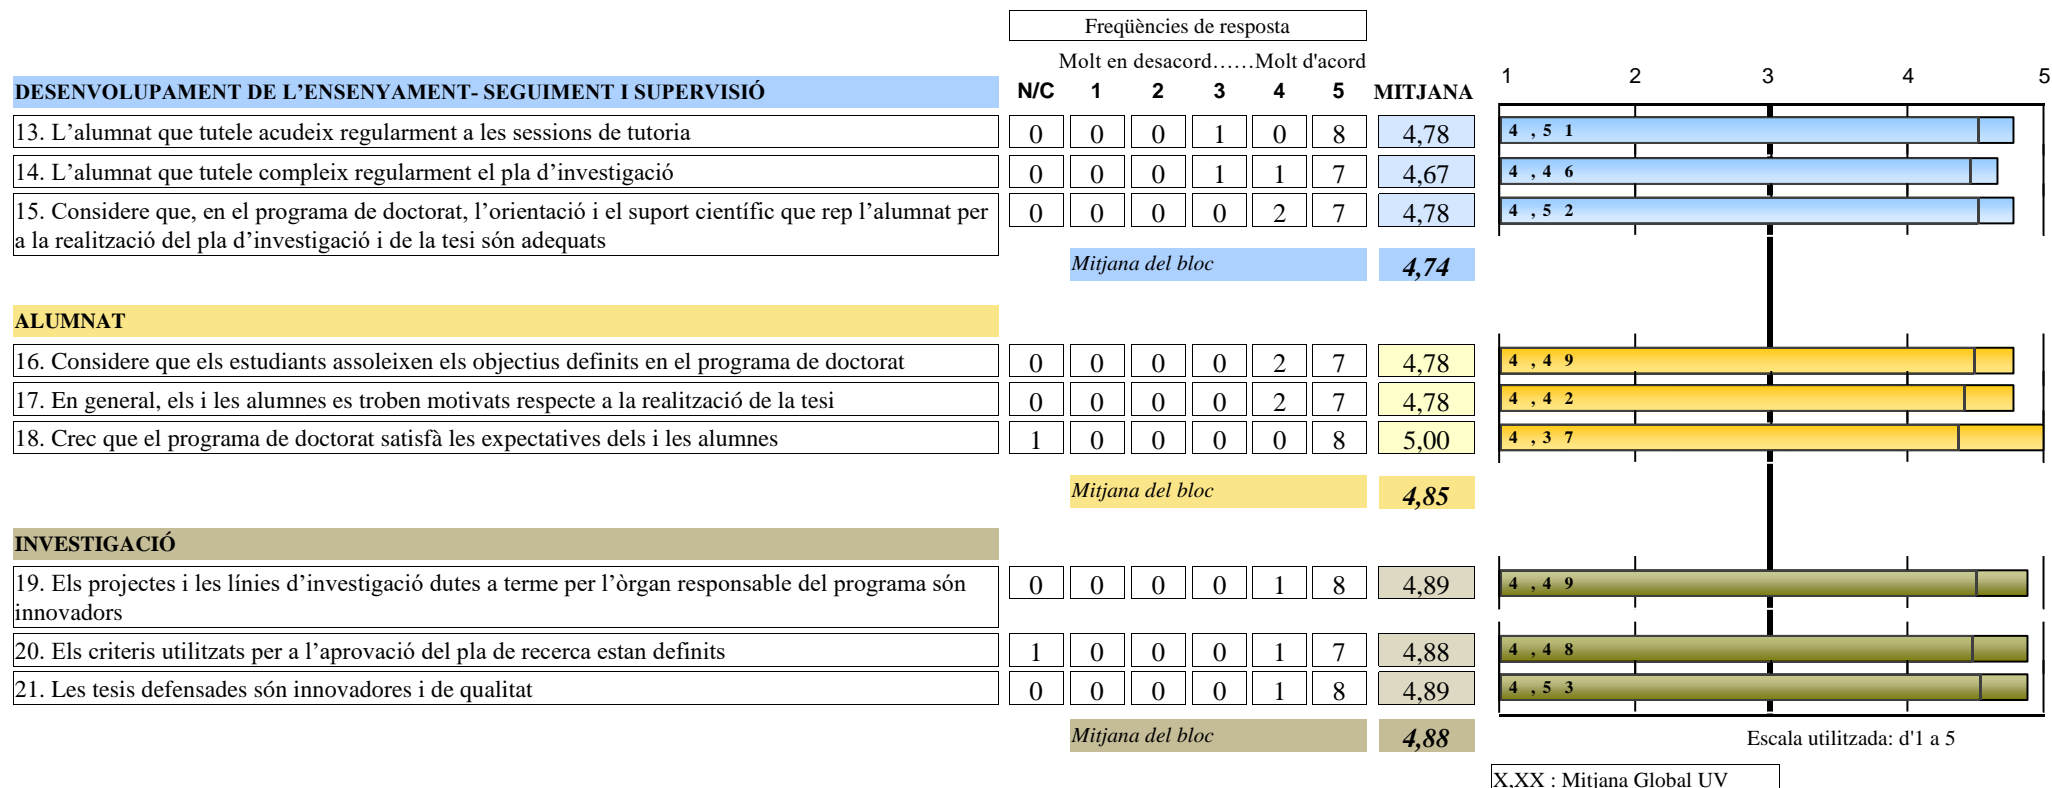 Freqüències de resposta
Molt en desacord……Molt d'acord
DESENVOLUPAMENT DE L’ENSENYAMENT- SEGUIMENT I SUPERVISIÓ N/C 1 2 3 4 5 MITJANA 1 2 3 4 5
13. L’alumnat que tutele acudeix regularment a les sessions de tutoria 0 0 0 1 0 8 4,78 4,51
14. L’alumnat que tutele compleix regularment el pla d’investigació 0 0 0 1 1 7 4,67 4,46
15. Considere que, en el programa de doctorat, l’orientació i el suport científic que rep l’alumnat per 0 0 0 0 2 7 4,78 4,52
a la realització del pla d’investigació i de la tesi són adequats
Mitjana del bloc 4,74
ALUMNAT
16. Considere que els estudiants assoleixen els objectius definits en el programa de doctorat 0 0 0 0 2 7 4,78 4,49
17. En general, els i les alumnes es troben motivats respecte a la realització de la tesi 0 0 0 0 2 7 4,78 4,42
18. Crec que el programa de doctorat satisfà les expectatives dels i les alumnes 1 0 0 0 0 8 5,00 4,37
Mitjana del bloc 4,85
INVESTIGACIÓ
19. Els projectes i les línies d’investigació dutes a terme per l’òrgan responsable del programa són 0 0 0 0 1 8 4,89 4,49
innovadors
20. Els criteris utilitzats per a l’aprovació del pla de recerca estan definits 1 0 0 0 1 7 4,88 4,48
21. Les tesis defensades són innovadores i de qualitat 0 0 0 0 1 8 4,89 4,53
Mitjana del bloc 4,88
Escala utilitzada: d'1 a 5
X,XX : Mitjana Global UV